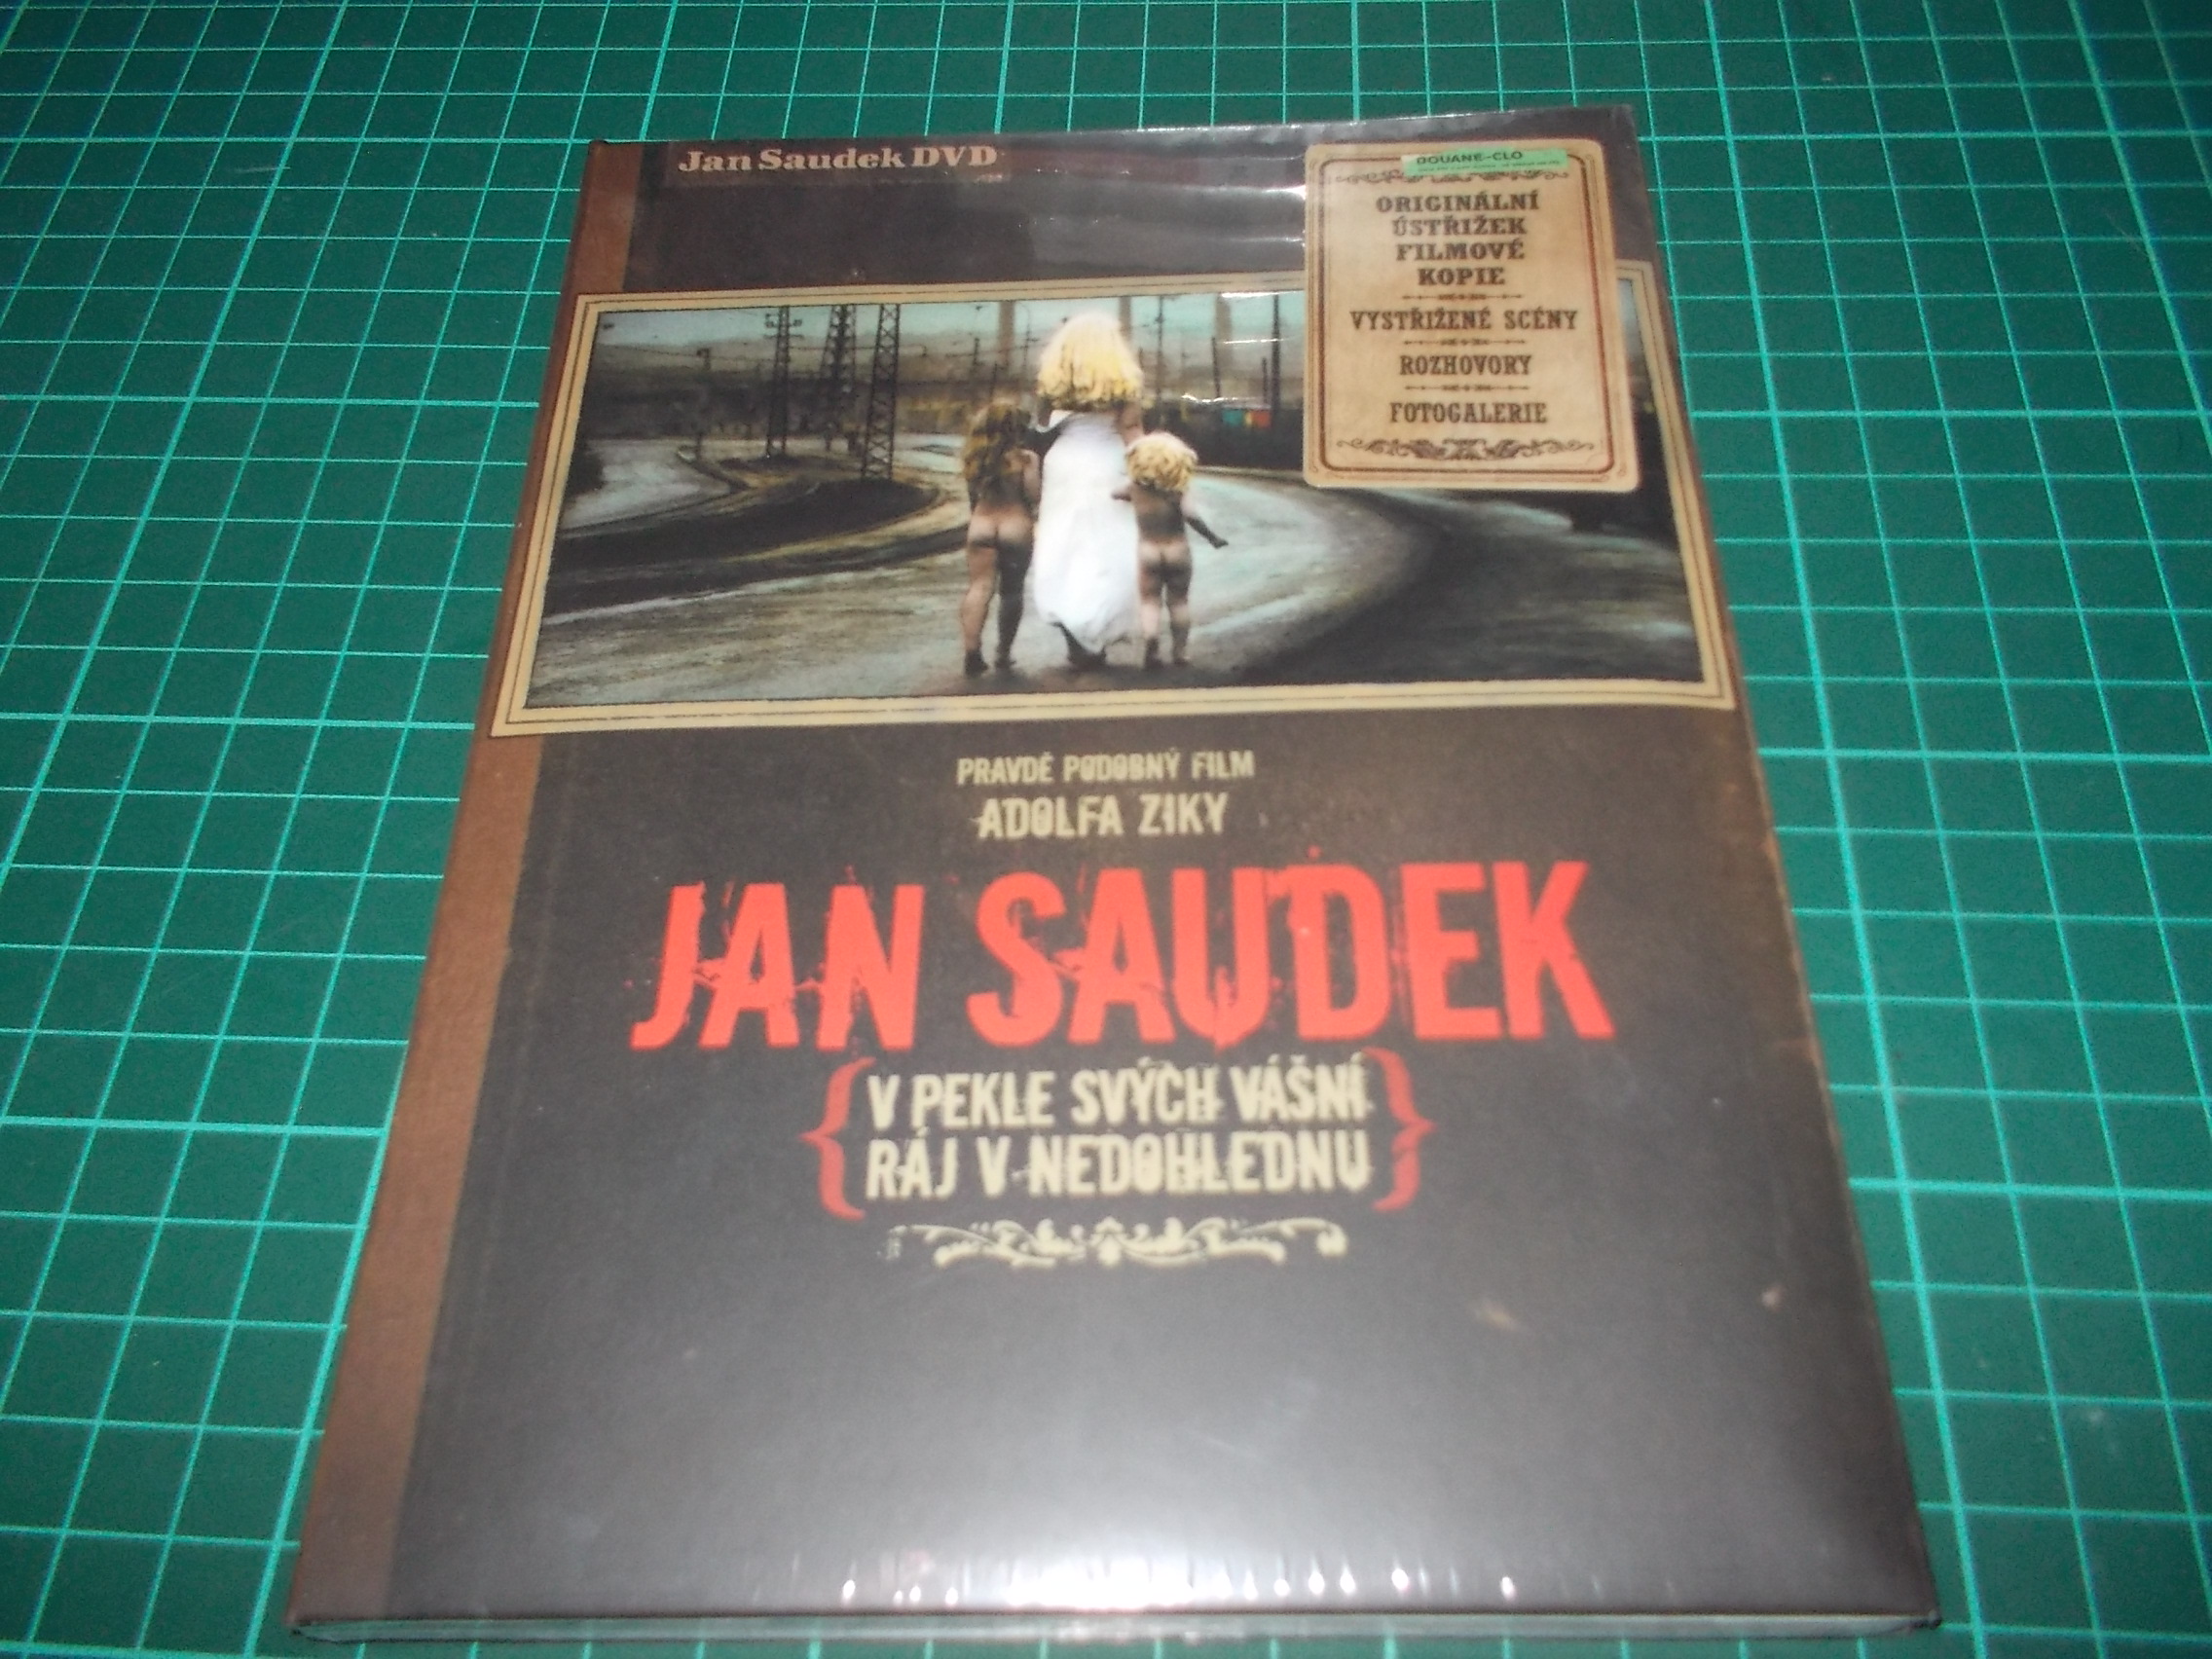 Jan Saudek DVD
DOUANE-CLO
ORIGINÁLNÍ
ÚSTŘIŽEK
FILMOVÉ
KOPIE
VYSTŘIŽENÉ SCÉNY
ROZHOVORY
FOTOGALERIE
PRAVDĚ PODOBNÝ FILM
ADOLFA ZIKY
JAN SAUDEK
{V PEKLE SVÝCH VÁŠNÍ
RÁJ V NEDOHLEDNU}